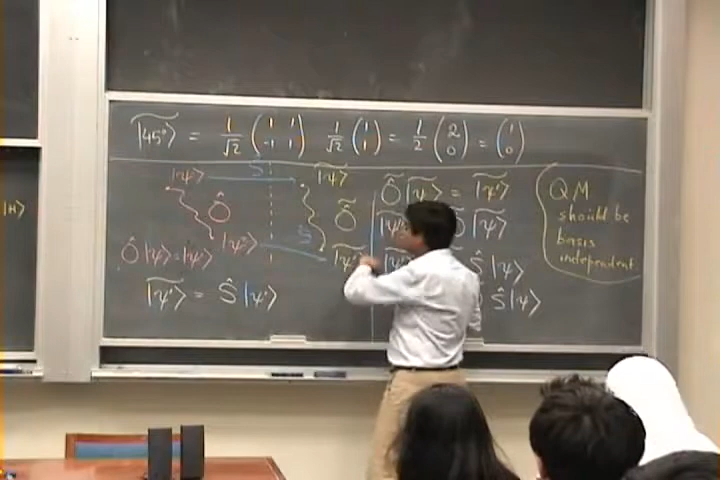 |45°⟩~ = 1/√2 (1 1; -1 1) 1/√2 (1; 1) = 1/2 (2; 0) = (1; 0)
|H⟩
|ψ⟩ Ŝ |ψ⟩~
Ô Õ
Ô|ψ⟩ = |ψ'⟩ |ψ'⟩ Ŝ |ψ'⟩~
|ψ'⟩~ = Ŝ |ψ'⟩
Õ |ψ⟩~ = |ψ'⟩~
|ψ⟩~
Ŝ |ψ⟩
Ŝ |ψ⟩
QM
should be
basis
independent